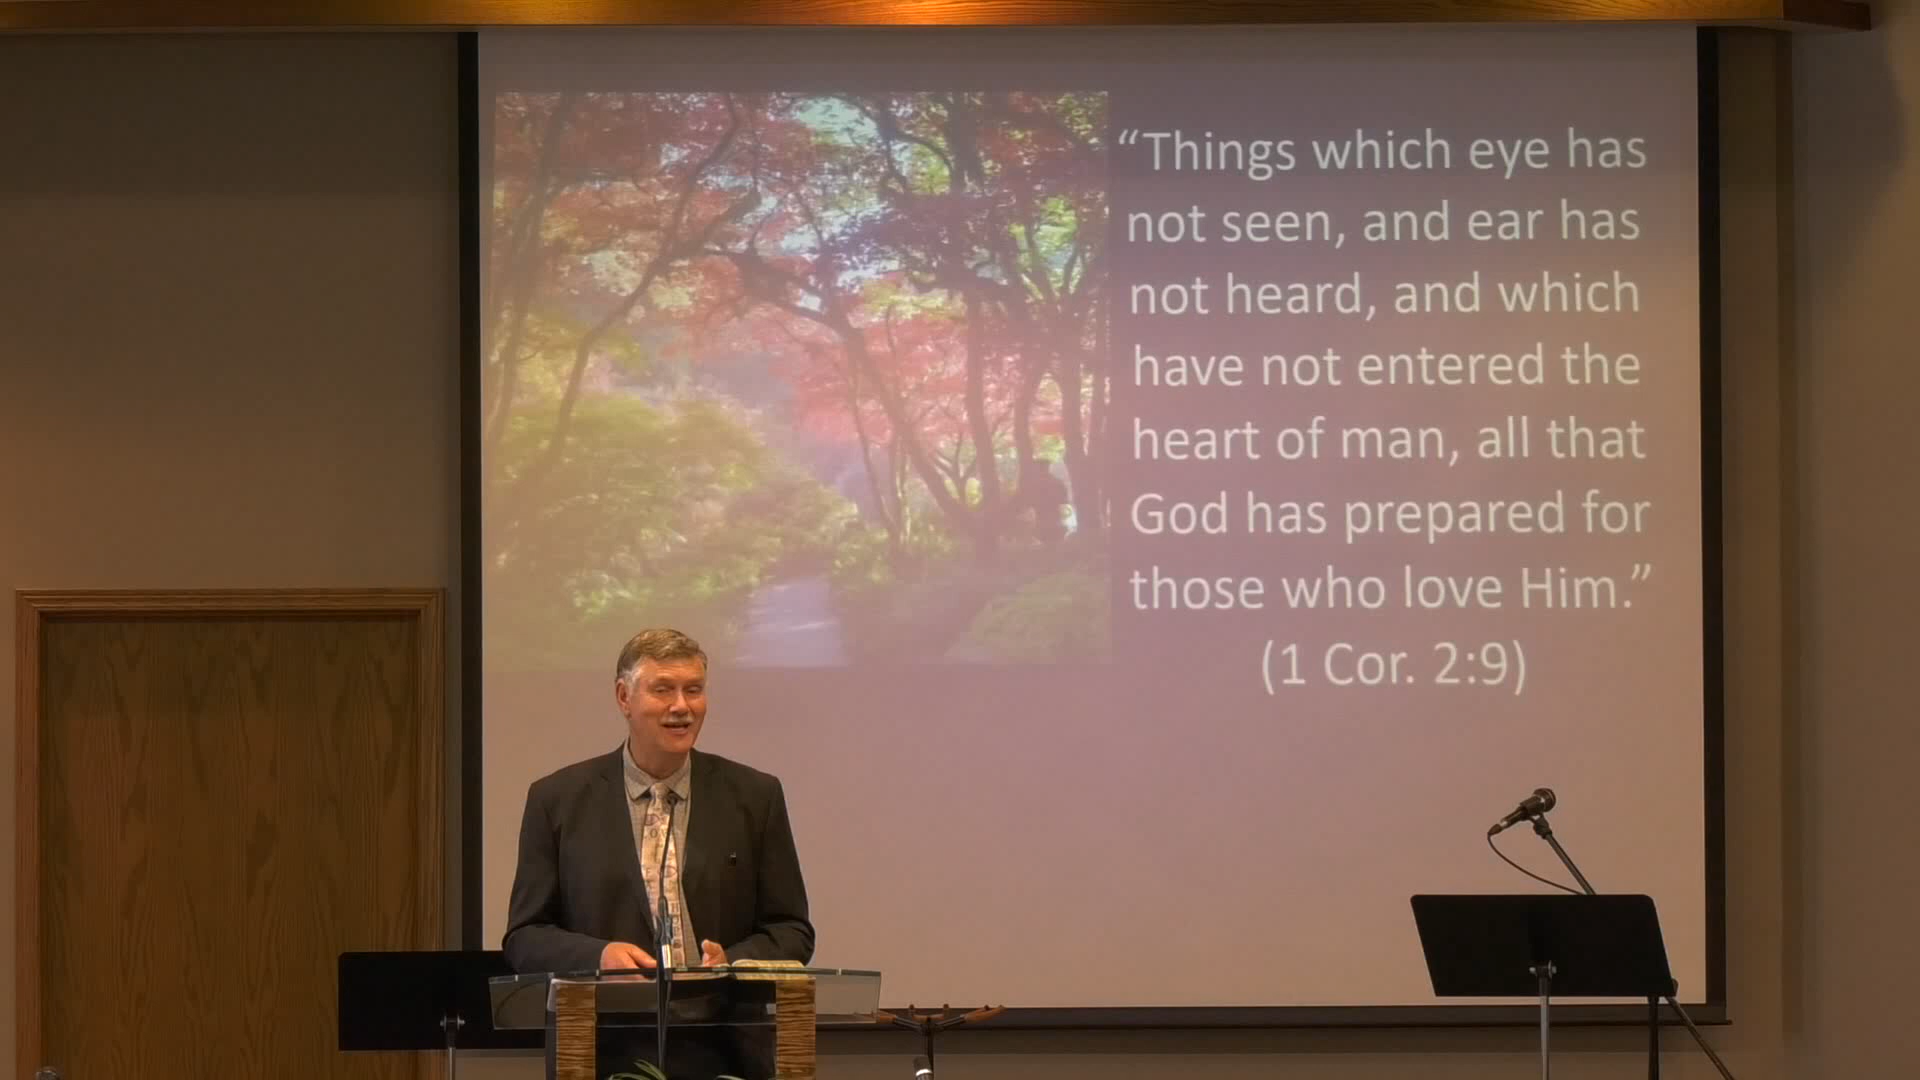 “Things which eye has
not seen, and ear has
not heard, and which
have not entered the
heart of man, all that
God has prepared for
those who love Him.”
(1 Cor. 2:9)